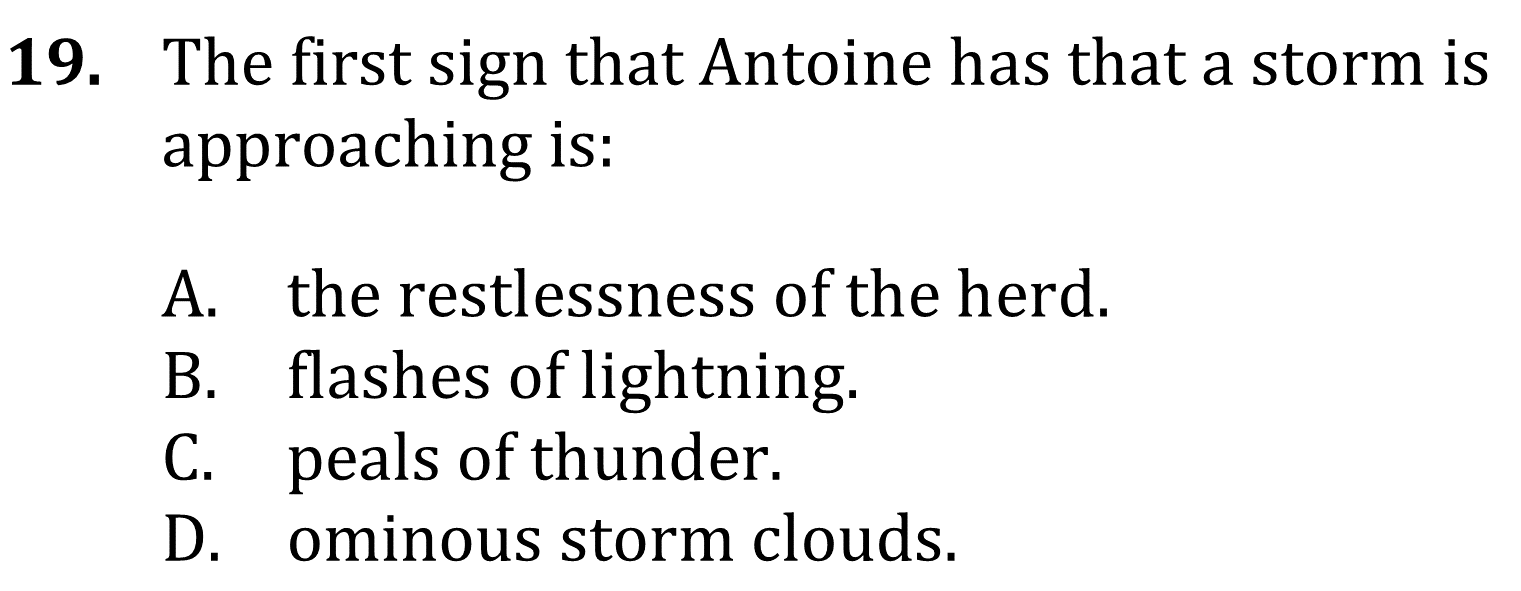 19. The first sign that Antoine has that a storm is
approaching is:
A. the restlessness of the herd.
B. flashes of lightning.
C. peals of thunder.
D. ominous storm clouds.